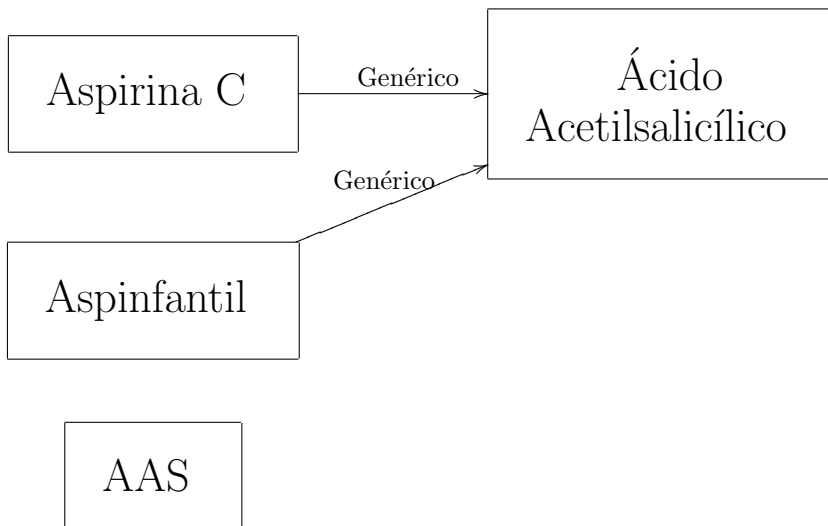 Aspirina C
Genérico
Ácido
Acetilsalicílico
Genérico
Aspinfantil
AAS